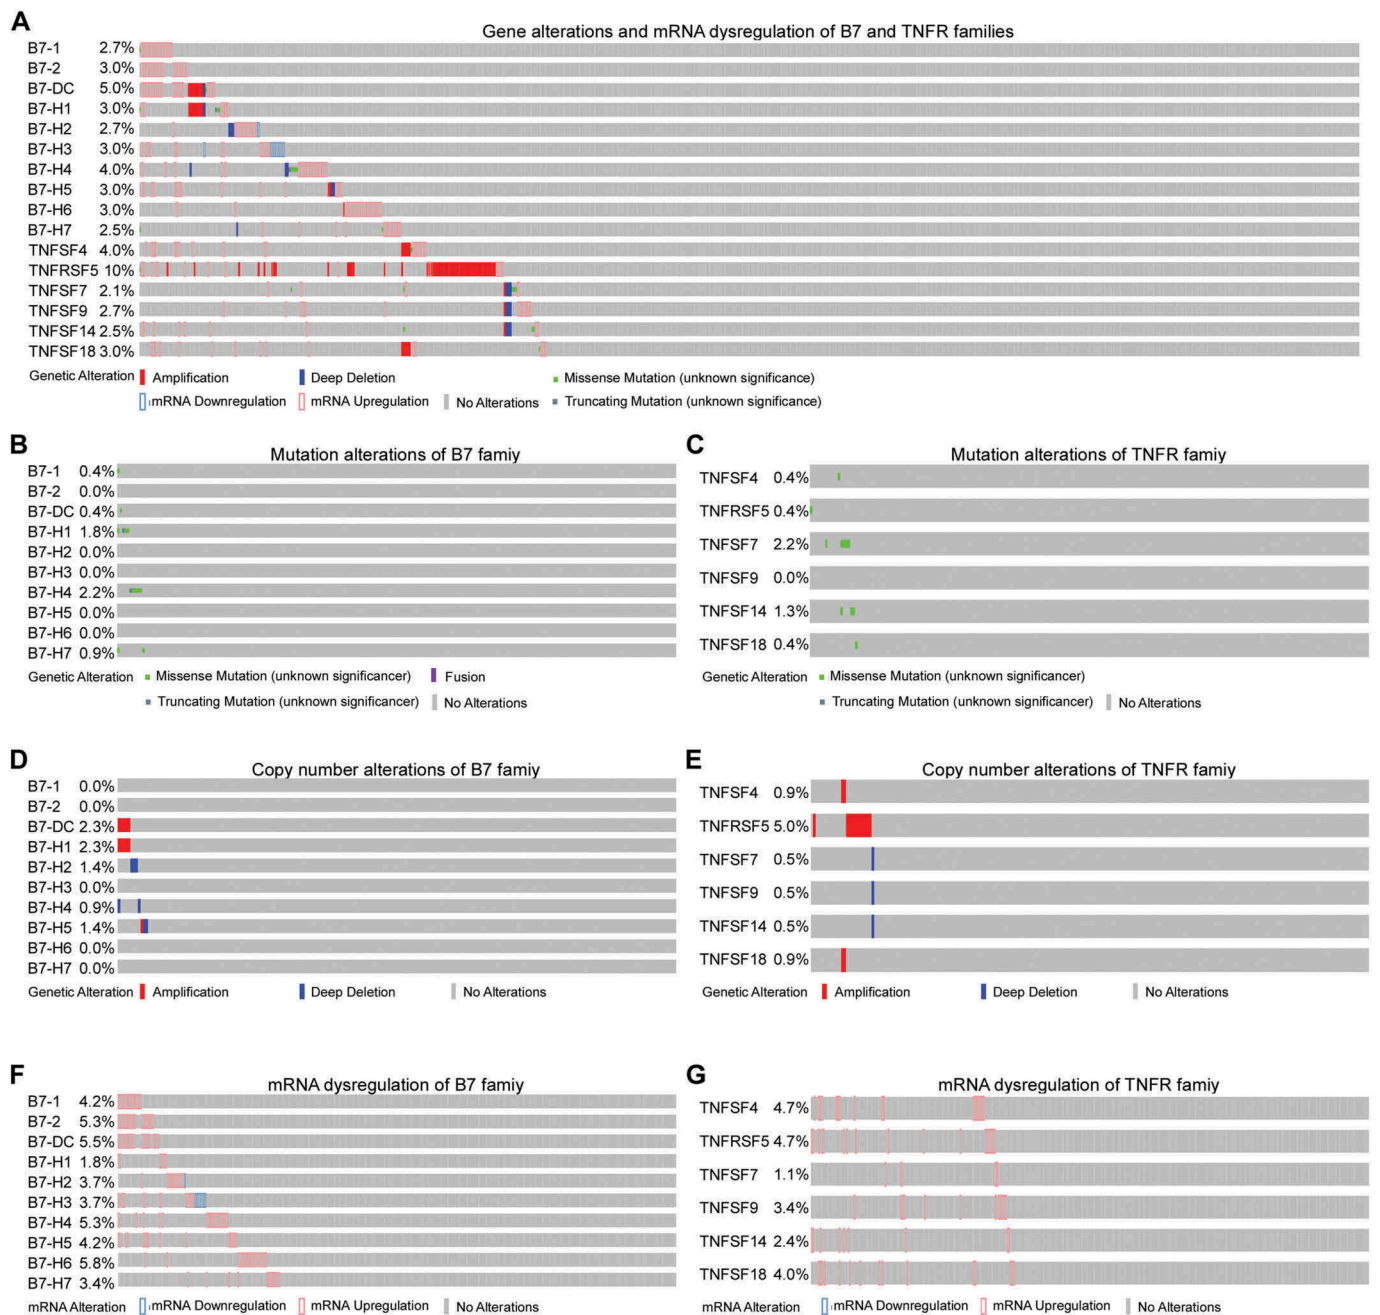 A
Gene alterations and mRNA dysregulation of B7 and TNFR families
B7-1 2.7%
B7-2 3.0%
B7-DC 5.0%
B7-H1 3.0%
B7-H2 2.7%
B7-H3 3.0%
B7-H4 4.0%
B7-H5 3.0%
B7-H6 3.0%
B7-H7 2.5%
TNFSF4 4.0%
TNFRSF5 10%
TNFSF7 2.1%
TNFSF9 2.7%
TNFSF14 2.5%
TNFSF18 3.0%
Genetic Alteration Amplification Deep Deletion Missense Mutation (unknown significance)
mRNA Downregulation mRNA Upregulation No Alterations Truncating Mutation (unknown significance)
B
Mutation alterations of B7 famiy
B7-1 0.4%
B7-2 0.0%
B7-DC 0.4%
B7-H1 1.8%
B7-H2 0.0%
B7-H3 0.0%
B7-H4 2.2%
B7-H5 0.0%
B7-H6 0.0%
B7-H7 0.9%
Genetic Alteration Missense Mutation (unknown significancer) Fusion
Truncating Mutation (unknown significancer) No Alterations
C
Mutation alterations of TNFR famiy
TNFSF4 0.4%
TNFRSF5 0.4%
TNFSF7 2.2%
TNFSF9 0.0%
TNFSF14 1.3%
TNFSF18 0.4%
Genetic Alteration Missense Mutation (unknown significancer)
Truncating Mutation (unknown significancer) No Alterations
D
Copy number alterations of B7 famiy
B7-1 0.0%
B7-2 0.0%
B7-DC 2.3%
B7-H1 2.3%
B7-H2 1.4%
B7-H3 0.0%
B7-H4 0.9%
B7-H5 1.4%
B7-H6 0.0%
B7-H7 0.0%
Genetic Alteration Amplification Deep Deletion No Alterations
E
Copy number alterations of TNFR famiy
TNFSF4 0.9%
TNFRSF5 5.0%
TNFSF7 0.5%
TNFSF9 0.5%
TNFSF14 0.5%
TNFSF18 0.9%
Genetic Alteration Amplification Deep Deletion No Alterations
F
mRNA dysregulation of B7 famiy
B7-1 4.2%
B7-2 5.3%
B7-DC 5.5%
B7-H1 1.8%
B7-H2 3.7%
B7-H3 3.7%
B7-H4 5.3%
B7-H5 4.2%
B7-H6 5.8%
B7-H7 3.4%
mRNA Alteration mRNA Downregulation mRNA Upregulation No Alterations
G
mRNA dysregulation of TNFR famiy
TNFSF4 4.7%
TNFRSF5 4.7%
TNFSF7 1.1%
TNFSF9 3.4%
TNFSF14 2.4%
TNFSF18 4.0%
mRNA Alteration mRNA Downregulation mRNA Upregulation No Alterations